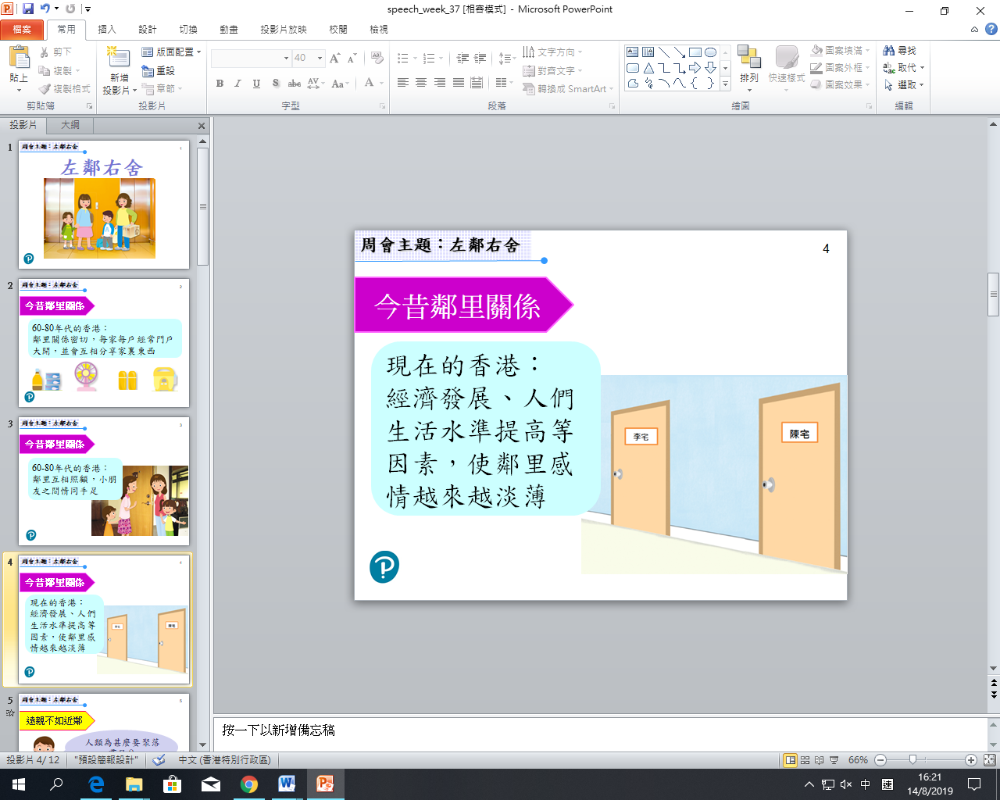 speech_week_37 [相容模式] - Microsoft PowerPoint
檔案 常用 插入 設計 切換 動畫 投影片放映 校閱 檢視
貼上
剪下
複製
複製格式
剪貼簿
新增
投影片
版面配置
重設
章節
投影片
40
B I U S abc AV Aa A
字型
文字方向
對齊文字
轉換成 SmartArt
段落
排列
快速樣式
圖案填滿
圖案外框
圖案效果
繪圖
尋找
取代
選取
編輯
投影片 大綱
1
周會主題：左鄰右舍 1
左鄰右舍
2
周會主題：左鄰右舍 2
今昔鄰里關係
60-80年代的香港：
鄰里關係密切，每家每戶經常門戶
大開，並會互相分享家裏東西
3
周會主題：左鄰右舍 3
今昔鄰里關係
60-80年代的香港：
鄰里互相照顧，小朋
友之間情同手足
4
周會主題：左鄰右舍 4
今昔鄰里關係
現在的香港：
經濟發展、人們
生活水準提高等
因素，使鄰里感
情越來越淡薄
李宅
陳宅
5
周會主題：左鄰右舍 5
遠親不如近鄰
人類為甚麼要聚落
周會主題：左鄰右舍 4
今昔鄰里關係
現在的香港：
經濟發展、人們
生活水準提高等
因素，使鄰里感
情越來越淡薄
李宅
陳宅
P
按一下以新增備忘稿
投影片 4/ 12 "預設簡報設計" 中文 (香港特別行政區) 66%
中 速 16:21
14/8/2019